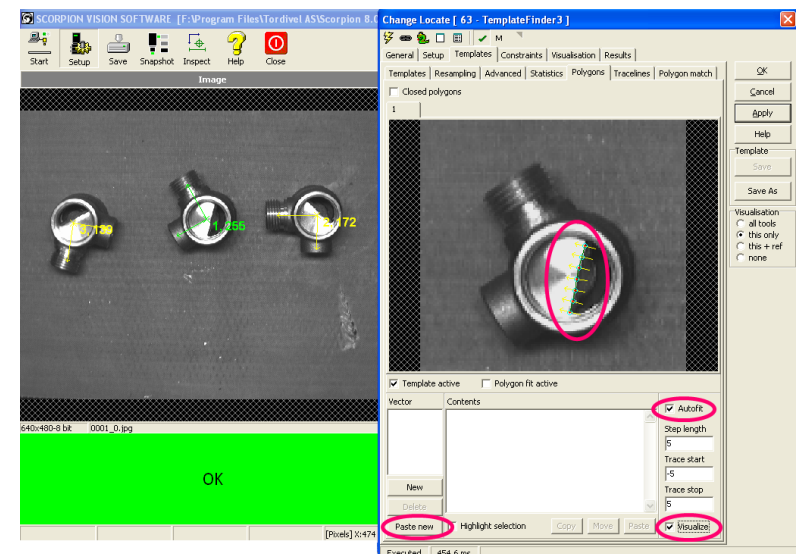 SCORPION VISION SOFTWARE [F:\Program Files\Tordivel AS\Scorpion 8.0
Start Setup Save Snapshot Inspect Help Close
Image
3,139
1,255
2,172
640x480-8 bit 0001_0.jpg
OK
[Pixels] X:474
Change Locate [ 63 - TemplateFinder3 ]
M
General Setup Templates Constraints Visualisation Results
Templates Resampling Advanced Statistics Polygons Tracelines Polygon match
Closed polygons
1
Template active Polygon fit active
Vector Contents
Autofit
Step length
5
Trace start
-5
Trace stop
5
New
Delete
Paste new Highlight selection Copy Move Paste Visualize
Executed 454.6 ms
OK
Cancel
Apply
Help
Template
Save
Save As
Visualisation
all tools
this only
this + ref
none